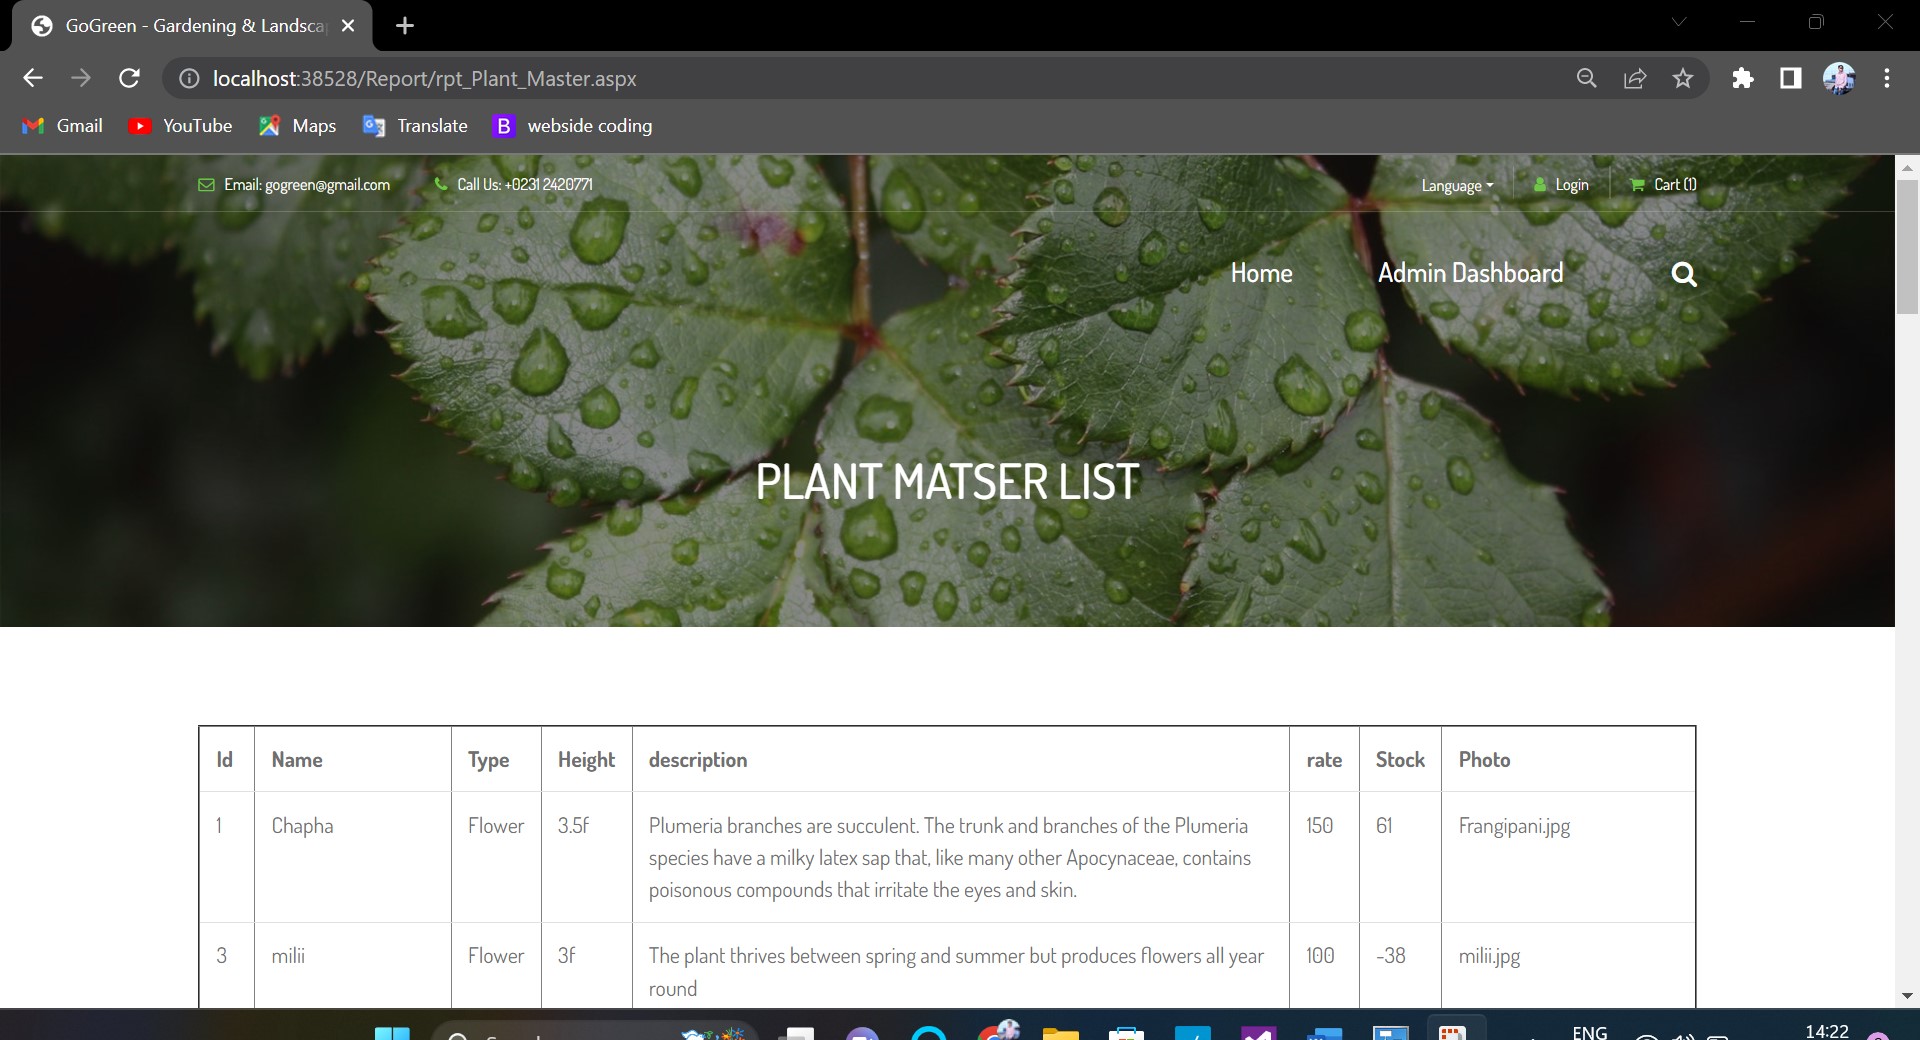 GoGreen - Gardening & Landsca
localhost:38528/Report/rpt_Plant_Master.aspx
Gmail YouTube Maps Translate B webside coding
Email: gogreen@gmail.com Call Us: +0231 2420771 Language Login Cart (1)
Home Admin Dashboard
PLANT MATSER LIST
Id Name Type Height description rate Stock Photo
1 Chapha Flower 3.5f Plumeria branches are succulent. The trunk and branches of the Plumeria 150 61 Frangipani.jpg
species have a milky latex sap that, like many other Apocynaceae, contains
poisonous compounds that irritate the eyes and skin.
3 milii Flower 3f The plant thrives between spring and summer but produces flowers all year 100 -38 milii.jpg
round
ENG 14:22